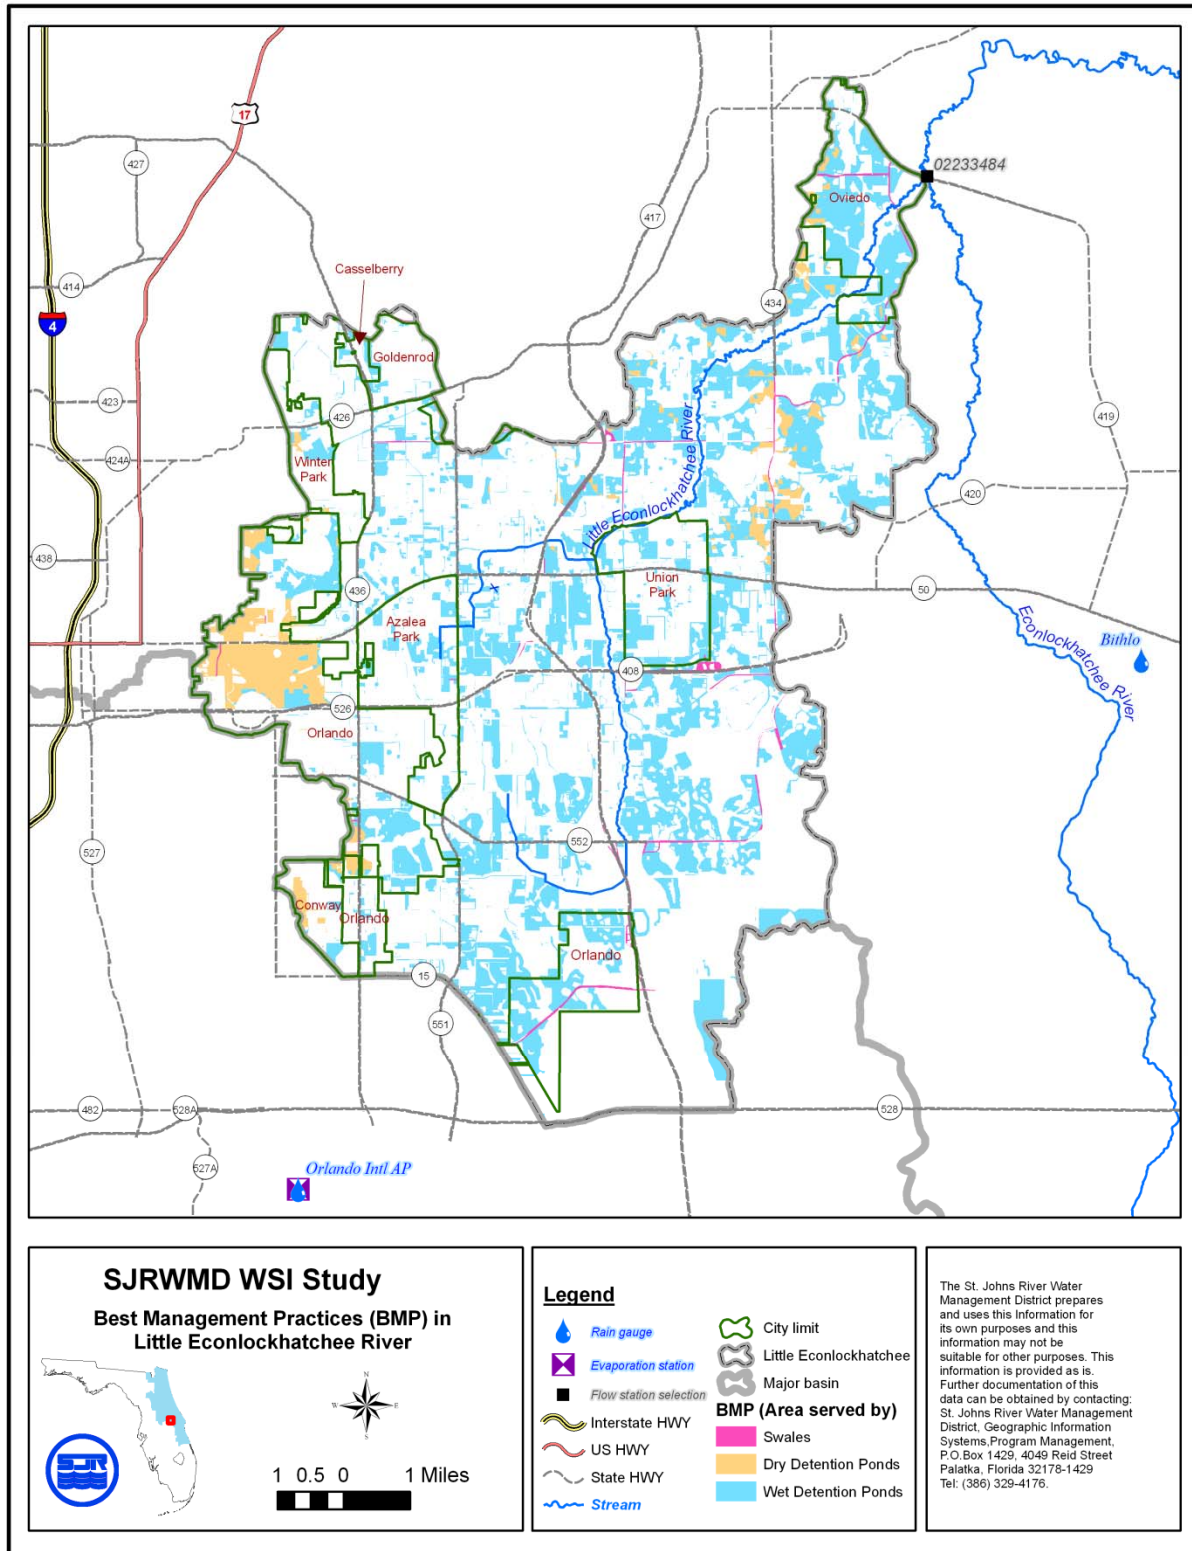 17
427
02233484
417
Oviedo
Casselberry
414
434
4
Goldenrod
423
426
419
424A
Winter
Park
Little Econlockhatchee River
420
438
436
Union
Park
50
Azalea
Park
Econlockhatchee River
Bithlo
408
526
Orlando
527
552
Conway
Orlando
Orlando
15
551
482
528A
528
527A
Orlando Intl AP
SJRWMD WSI Study
Best Management Practices (BMP) in
Little Econlockhatchee River
N
W
E
S
SJR
1 0.5 0 1 Miles
Legend
Rain gauge
Evaporation station
Flow station selection
Interstate HWY
US HWY
State HWY
Stream
City limit
Little Econlockhatchee
Major basin
BMP (Area served by)
Swales
Dry Detention Ponds
Wet Detention Ponds
The St. Johns River Water
Management District prepares
and uses this Information for
its own purposes and this
information may not be
suitable for other purposes. This
information is provided as is.
Further documentation of this
data can be obtained by contacting:
St. Johns River Water Management
District, Geographic Information
Systems,Program Management,
P.O.Box 1429, 4049 Reid Street
Palatka, Florida 32178-1429
Tel: (386) 329-4176.